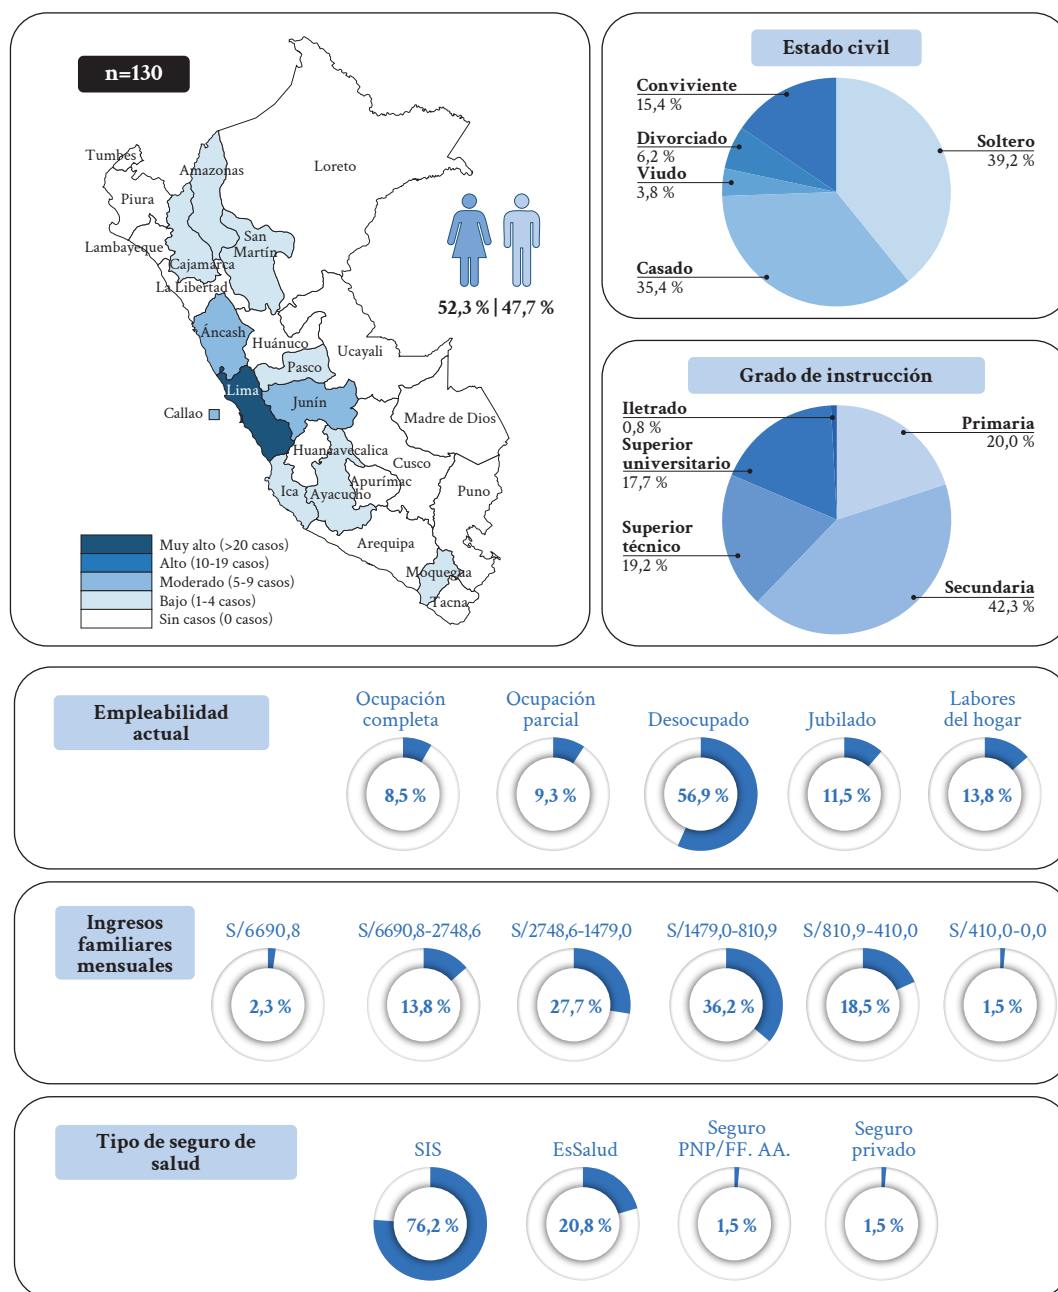 n=130
Tumbes
Piura
Lambayeque
Amazonas
Loreto
San
Martín
Cajamarca
La Libertad
Áncash
Huánuco
Ucayali
Pasco
Lima
Callao
Junín
Madre de Dios
Huancavecalica
Cusco
Ica
Ayacucho
Apurímac
Puno
Arequipa
Moquegua
Tacna
52,3 % | 47,7 %
Muy alto (>20 casos)
Alto (10-19 casos)
Moderado (5-9 casos)
Bajo (1-4 casos)
Sin casos (0 casos)
Estado civil
Conviviente
15,4 %
Divorciado
6,2 %
Viudo
3,8 %
Casado
35,4 %
Soltero
39,2 %
Grado de instrucción
Iletrado
0,8 %
Superior
universitario
17,7 %
Superior
técnico
19,2 %
Primaria
20,0 %
Secundaria
42,3 %
Empleabilidad
actual
Ocupación
completa
8,5 %
Ocupación
parcial
9,3 %
Desocupado
56,9 %
Jubilado
11,5 %
Labores
del hogar
13,8 %
Ingresos
familiares
mensuales
S/6690,8
2,3 %
S/6690,8-2748,6
13,8 %
S/2748,6-1479,0
27,7 %
S/1479,0-810,9
36,2 %
S/810,9-410,0
18,5 %
S/410,0-0,0
1,5 %
Tipo de seguro de
salud
SIS
76,2 %
EsSalud
20,8 %
Seguro
PNP/FF. AA.
1,5 %
Seguro
privado
1,5 %